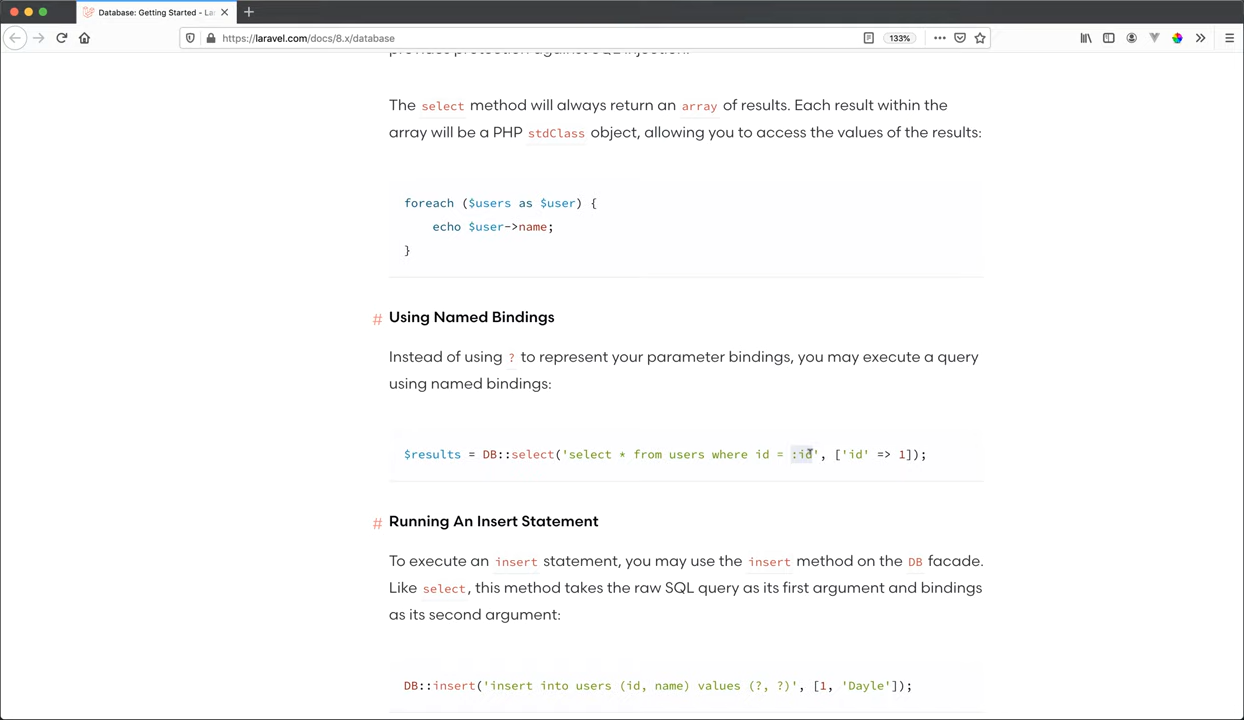 Database: Getting Started - La
https://laravel.com/docs/8.x/database
133%
provides protection against SQL injection.
The select method will always return an array of results. Each result within the
array will be a PHP stdClass object, allowing you to access the values of the results:
foreach ($users as $user) {
echo $user->name;
}
# Using Named Bindings
Instead of using ? to represent your parameter bindings, you may execute a query
using named bindings:
$results = DB::select('select * from users where id = :id', ['id' => 1]);
# Running An Insert Statement
To execute an insert statement, you may use the insert method on the DB facade.
Like select, this method takes the raw SQL query as its first argument and bindings
as its second argument:
DB::insert('insert into users (id, name) values (?, ?)', [1, 'Dayle']);